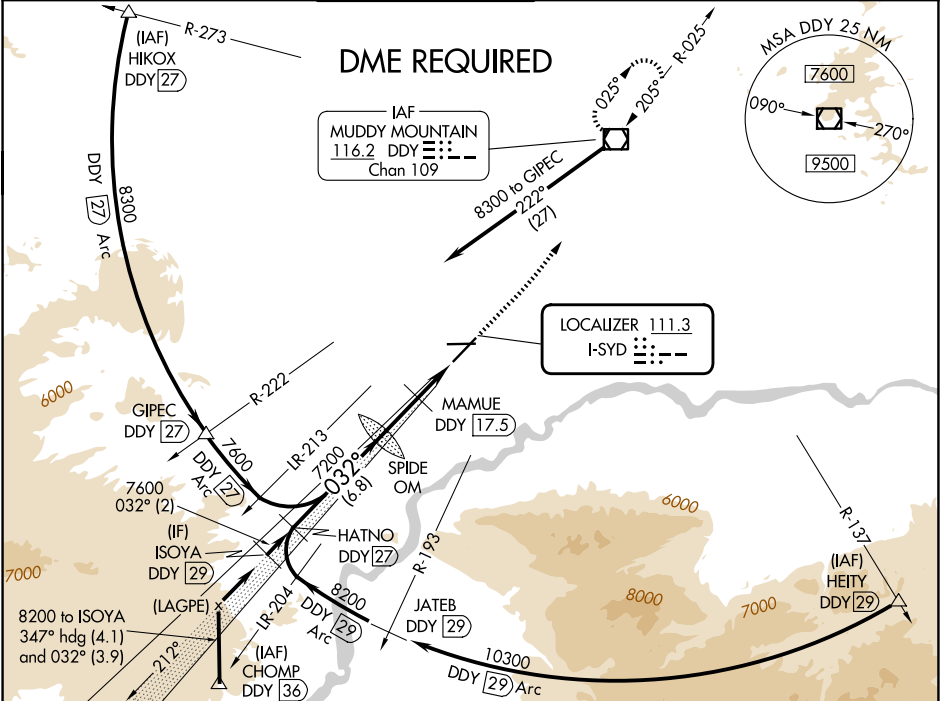 DME REQUIRED
(IAF)
HIKOX
DDY 27
R-273
IAF
MUDDY MOUNTAIN
116.2 DDY
Chan 109
025°
205°
R-025
MSA DDY 25 NM
7600
090°
270°
9500
8300 to GIPEC
222°
(27)
DDY 27 Arc
8300
LOCALIZER 111.3
I-SYD
6000
GIPEC
DDY 27
R-222
7600
DDY 27
Arc
LR-213
7200
032°
(6.8)
MAMUE
DDY 17.5
SPIDE
OM
7600
032° (2)
(IF)
ISOYA
DDY 29
HATNO
DDY 27
R-193
6000
R-137
(IAF)
HEITY
DDY 29
7000
(LAGPE)
8200 to ISOYA
347° hdg (4.1)
and 032° (3.9)
212°
LR-204
(IAF)
CHOMP
DDY 36
8200
DDY 29
Arc
JATEB
DDY 29
8000
7000
10300
DDY 29 Arc